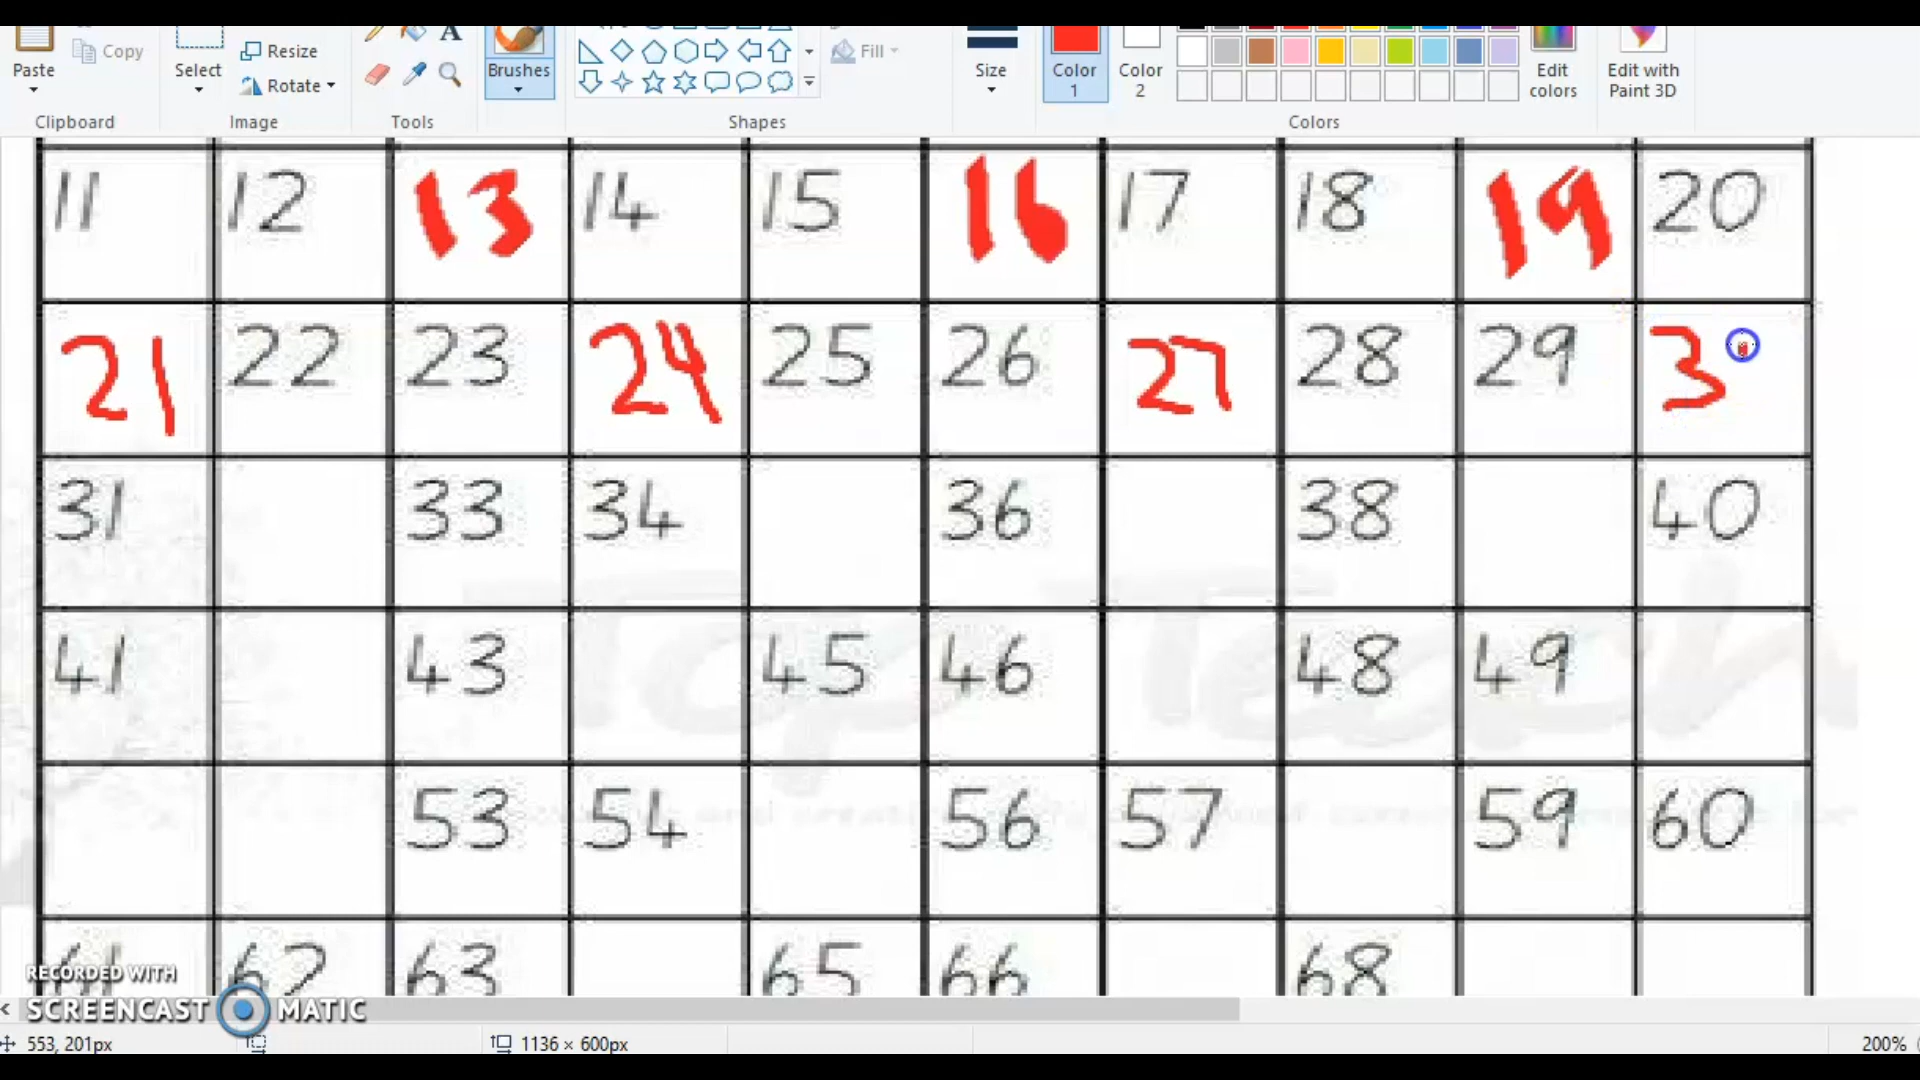 Paste
Copy
Select
Resize
Rotate
Brushes
Fill
Size
Color 1
Color 2
Edit colors
Edit with Paint 3D
Clipboard
Image
Tools
Shapes
Colors
11 12 13 14 15 16 17 18 19 20
21 22 23 24 25 26 27 28 29 3
31 33 34 36 38 40
41 43 45 46 48 49
53 54 56 57 59 60
61 62 63 65 66 68
RECORDED WITH
SCREENCAST MATIC
553, 201px
1136 × 600px
200%